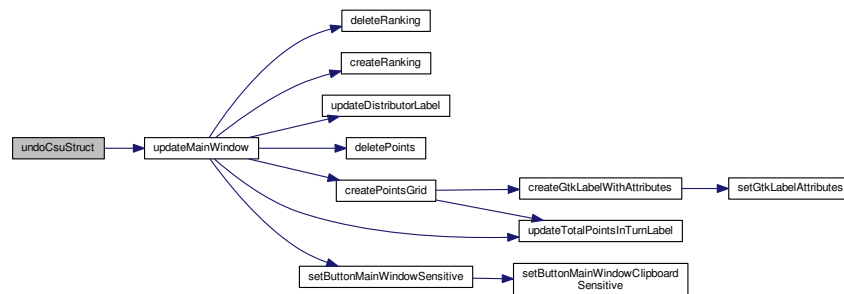 deleteRanking
createRanking
updateDistributorLabel
undoCsuStruct
updateMainWindow
deletePoints
createPointsGrid
createGtkLabelWithAttributes
setGtkLabelAttributes
updateTotalPointsInTurnLabel
setButtonMainWindowSensitive
setButtonMainWindowClipboard
Sensitive